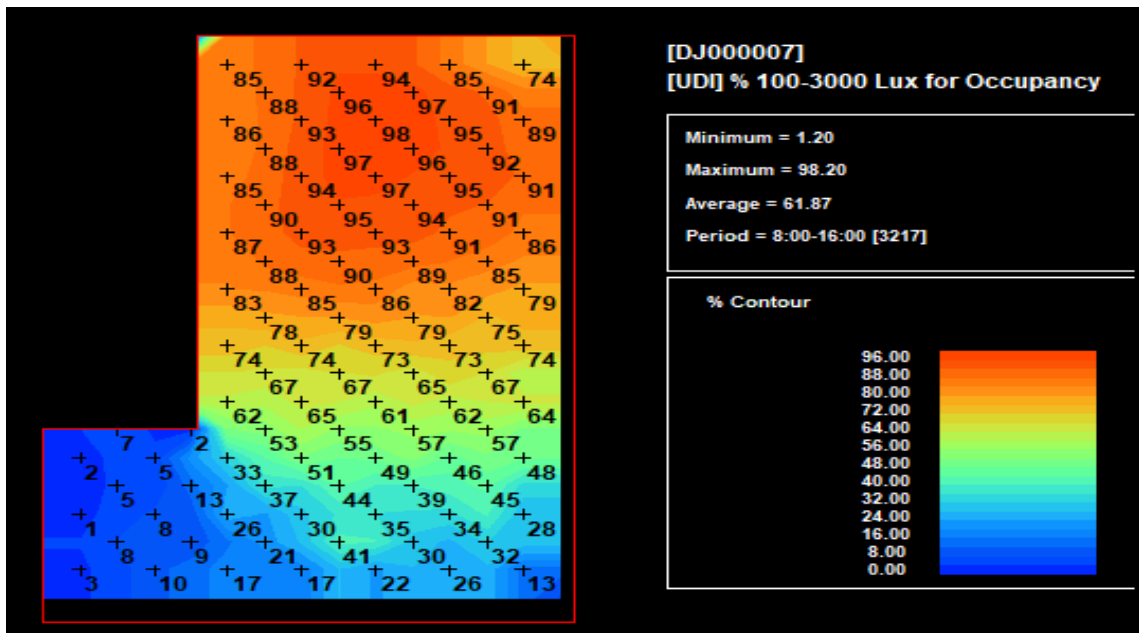 [DJ000007]
[UDI] % 100-3000 Lux for Occupancy
Minimum = 1.20
Maximum = 98.20
Average = 61.87
Period = 8:00-16:00 [3217]
% Contour
96.00
88.00
80.00
72.00
64.00
56.00
48.00
40.00
32.00
24.00
16.00
8.00
0.00
85 92 94 85 74
88 96 97 91
86 93 98 95 89
88 97 96 92
85 94 97 95 91
90 95 94 91
87 93 93 91 86
88 90 89 85
83 85 86 82 79
78 79 79 75
74 74 73 73 74
67 67 65 67
62 65 61 62 64
7 2 53 55 57 57
2 5 33 51 49 46 48
5 13 37 44 39 45
1 8 26 30 35 34 28
8 9 21 41 30 32
3 10 17 17 22 26 13